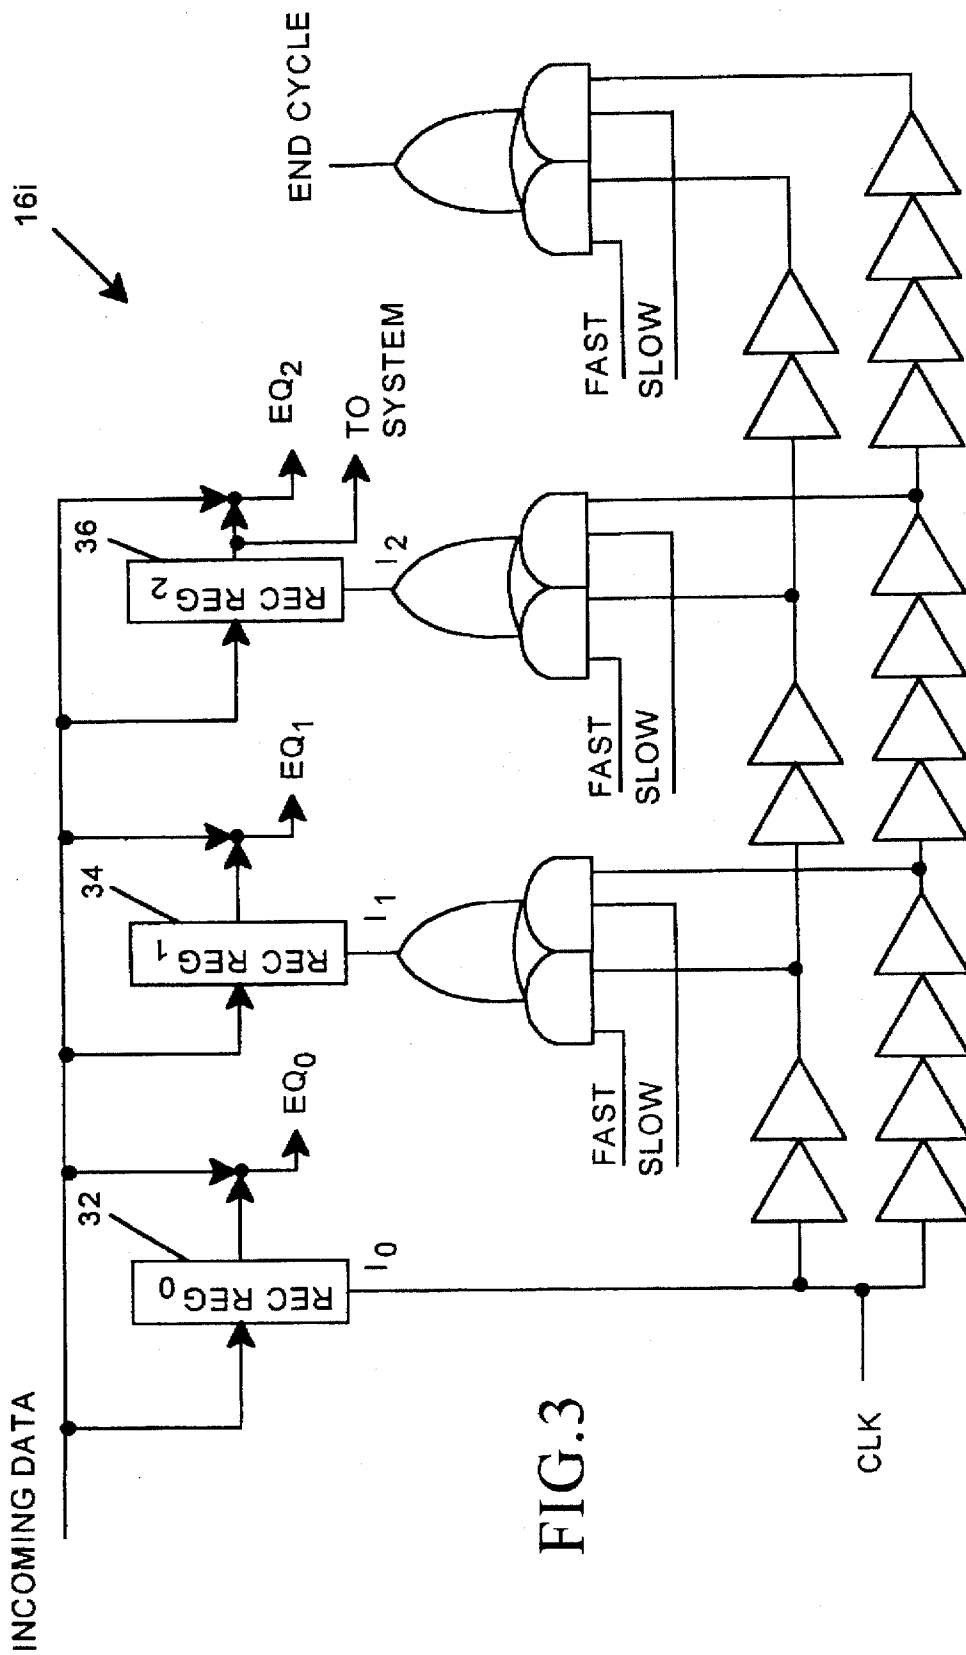 INCOMING DATA
16i
32
34
36
REC REG0
REC REG1
REC REG2
EQ0
EQ1
EQ2
TO
SYSTEM
END CYCLE
I0
I1
I2
FAST
SLOW
FAST
SLOW
FAST
SLOW
CLK
FIG.3